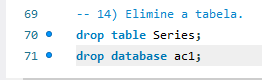 69 -- 14) Elimine a tabela.
70 drop table Series;
71 drop database ac1;